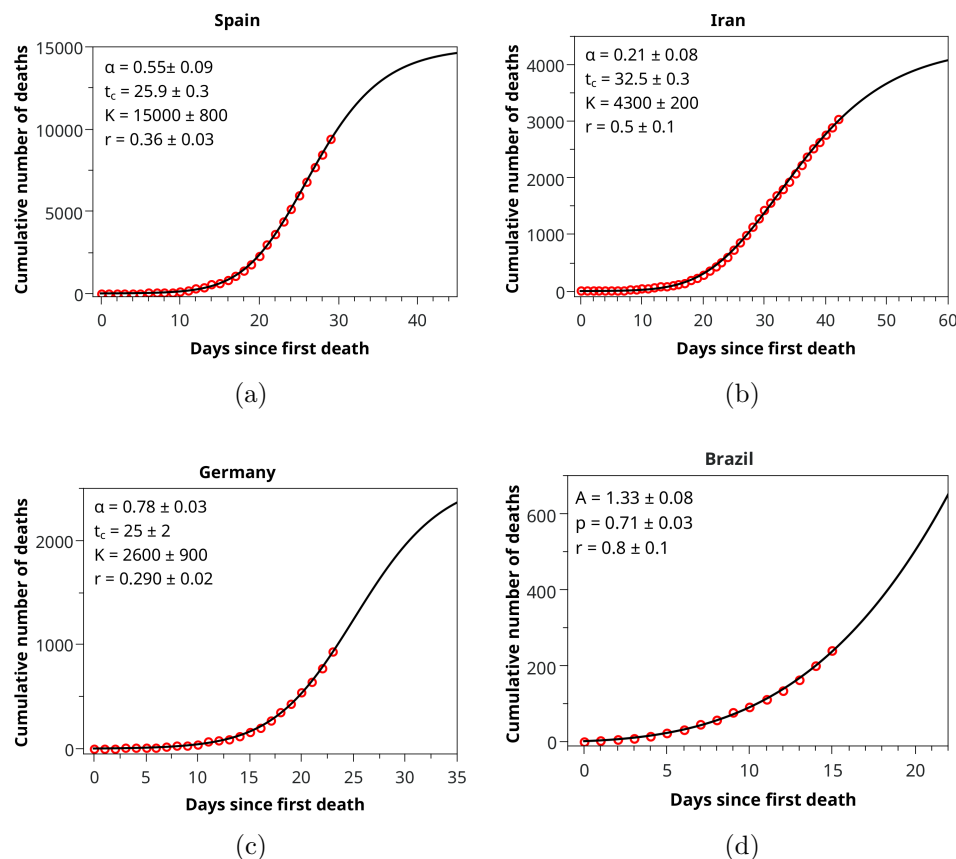 Spain
Cumulative number of deaths
15000
10000
5000
0
α = 0.55± 0.09
t꜀ = 25.9 ± 0.3
K = 15000 ± 800
r = 0.36 ± 0.03
0 10 20 30 40
Days since first death
(a)
Iran
Cumulative number of deaths
4000
3000
2000
1000
0
α = 0.21 ± 0.08
t꜀ = 32.5 ± 0.3
K = 4300 ± 200
r = 0.5 ± 0.1
0 10 20 30 40 50 60
Days since first death
(b)
Germany
Cumulative number of deaths
2000
1000
0
α = 0.78 ± 0.03
t꜀ = 25 ± 2
K = 2600 ± 900
r = 0.290 ± 0.02
0 5 10 15 20 25 30 35
Days since first death
(c)
Brazil
Cumulative number of deaths
600
400
200
0
A = 1.33 ± 0.08
p = 0.71 ± 0.03
r = 0.8 ± 0.1
0 5 10 15 20
Days since first death
(d)